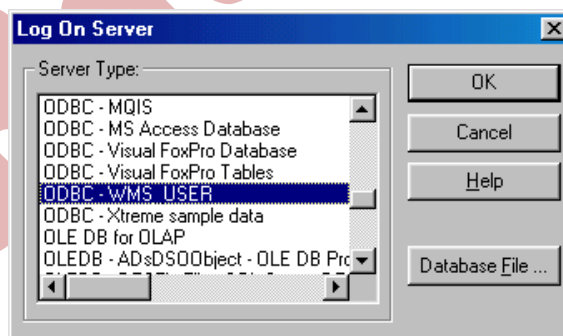 Log On Server
Server Type:
ODBC - MQIS
ODBC - MS Access Database
ODBC - Visual FoxPro Database
ODBC - Visual FoxPro Tables
ODBC - WMS_USER
ODBC - Xtreme sample data
OLE DB for OLAP
OLEDB - ADsDSOObject - OLE DB Pro
OK
Cancel
Help
Database File ...